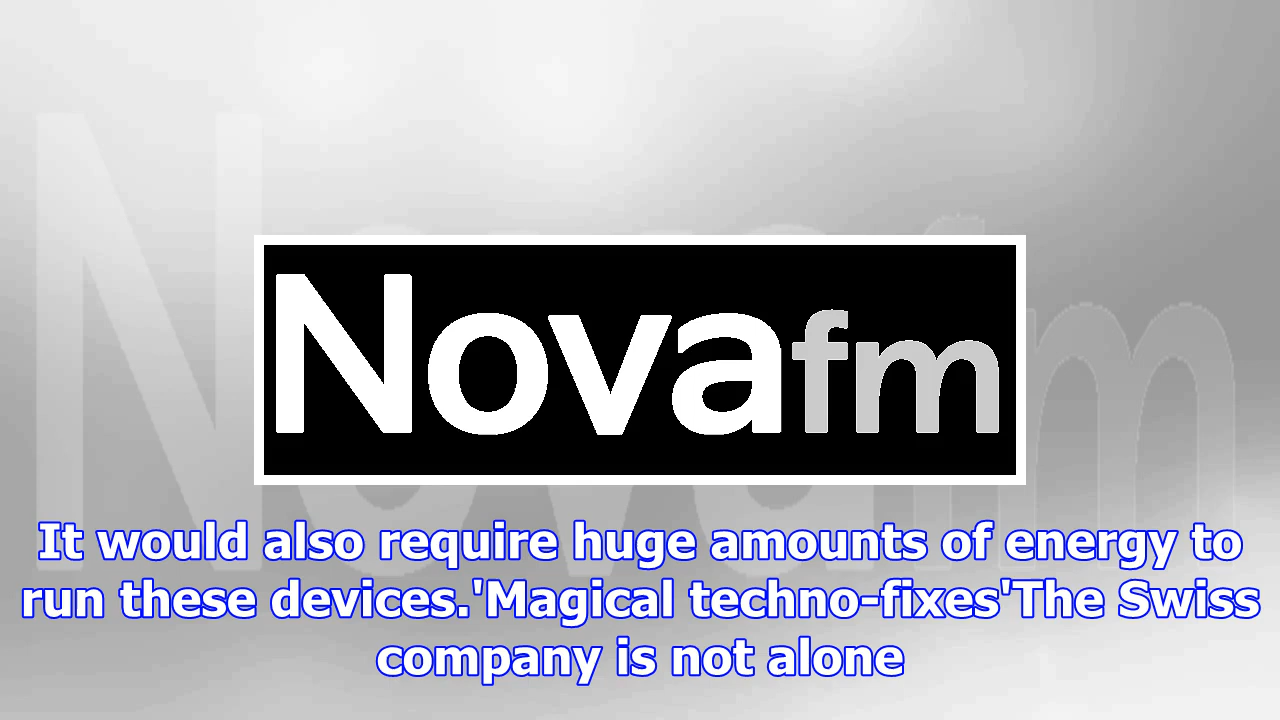 Novafm
It would also require huge amounts of energy to
run these devices.'Magical techno-fixes'The Swiss
company is not alone